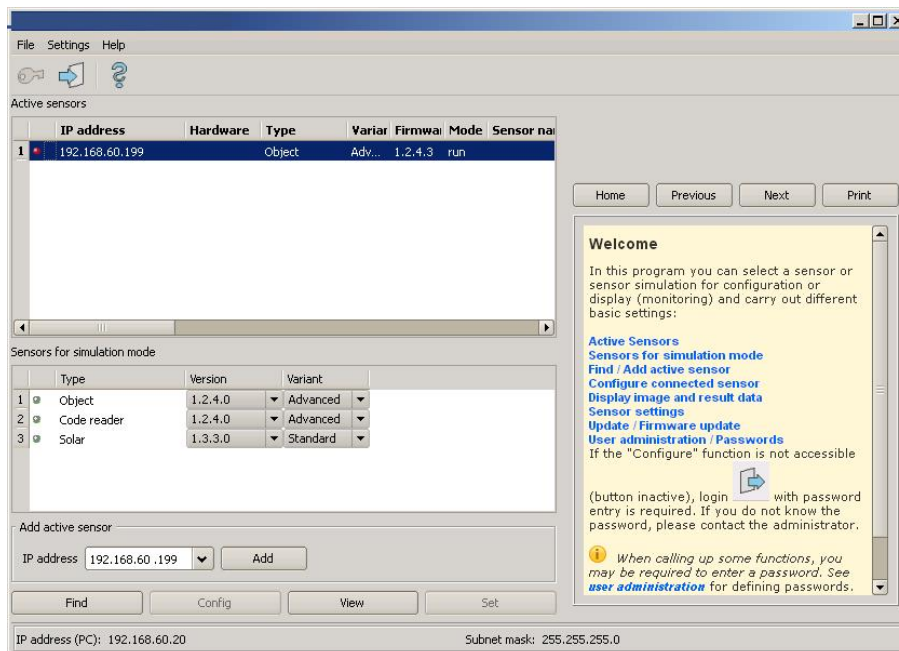 File Settings Help
Active sensors
IP address Hardware Type Variar Firmwar Mode Sensor nar
1 192.168.60.199 Object Adv... 1.2.4.3 run
Sensors for simulation mode
Type Version Variant
1 Object 1.2.4.0 Advanced
2 Code reader 1.2.4.0 Advanced
3 Solar 1.3.3.0 Standard
Add active sensor
IP address 192.168.60 .199 Add
Find Config View Set
Home Previous Next Print
Welcome
In this program you can select a sensor or
sensor simulation for configuration or
display (monitoring) and carry out different
basic settings:
Active Sensors
Sensors for simulation mode
Find / Add active sensor
Configure connected sensor
Display image and result data
Sensor settings
Update / Firmware update
User administration / Passwords
If the "Configure" function is not accessible
(button inactive), login with password
entry is required. If you do not know the
password, please contact the administrator.
When calling up some functions, you
may be required to enter a password. See
user administration for defining passwords.
IP address (PC): 192.168.60.20 Subnet mask: 255.255.255.0